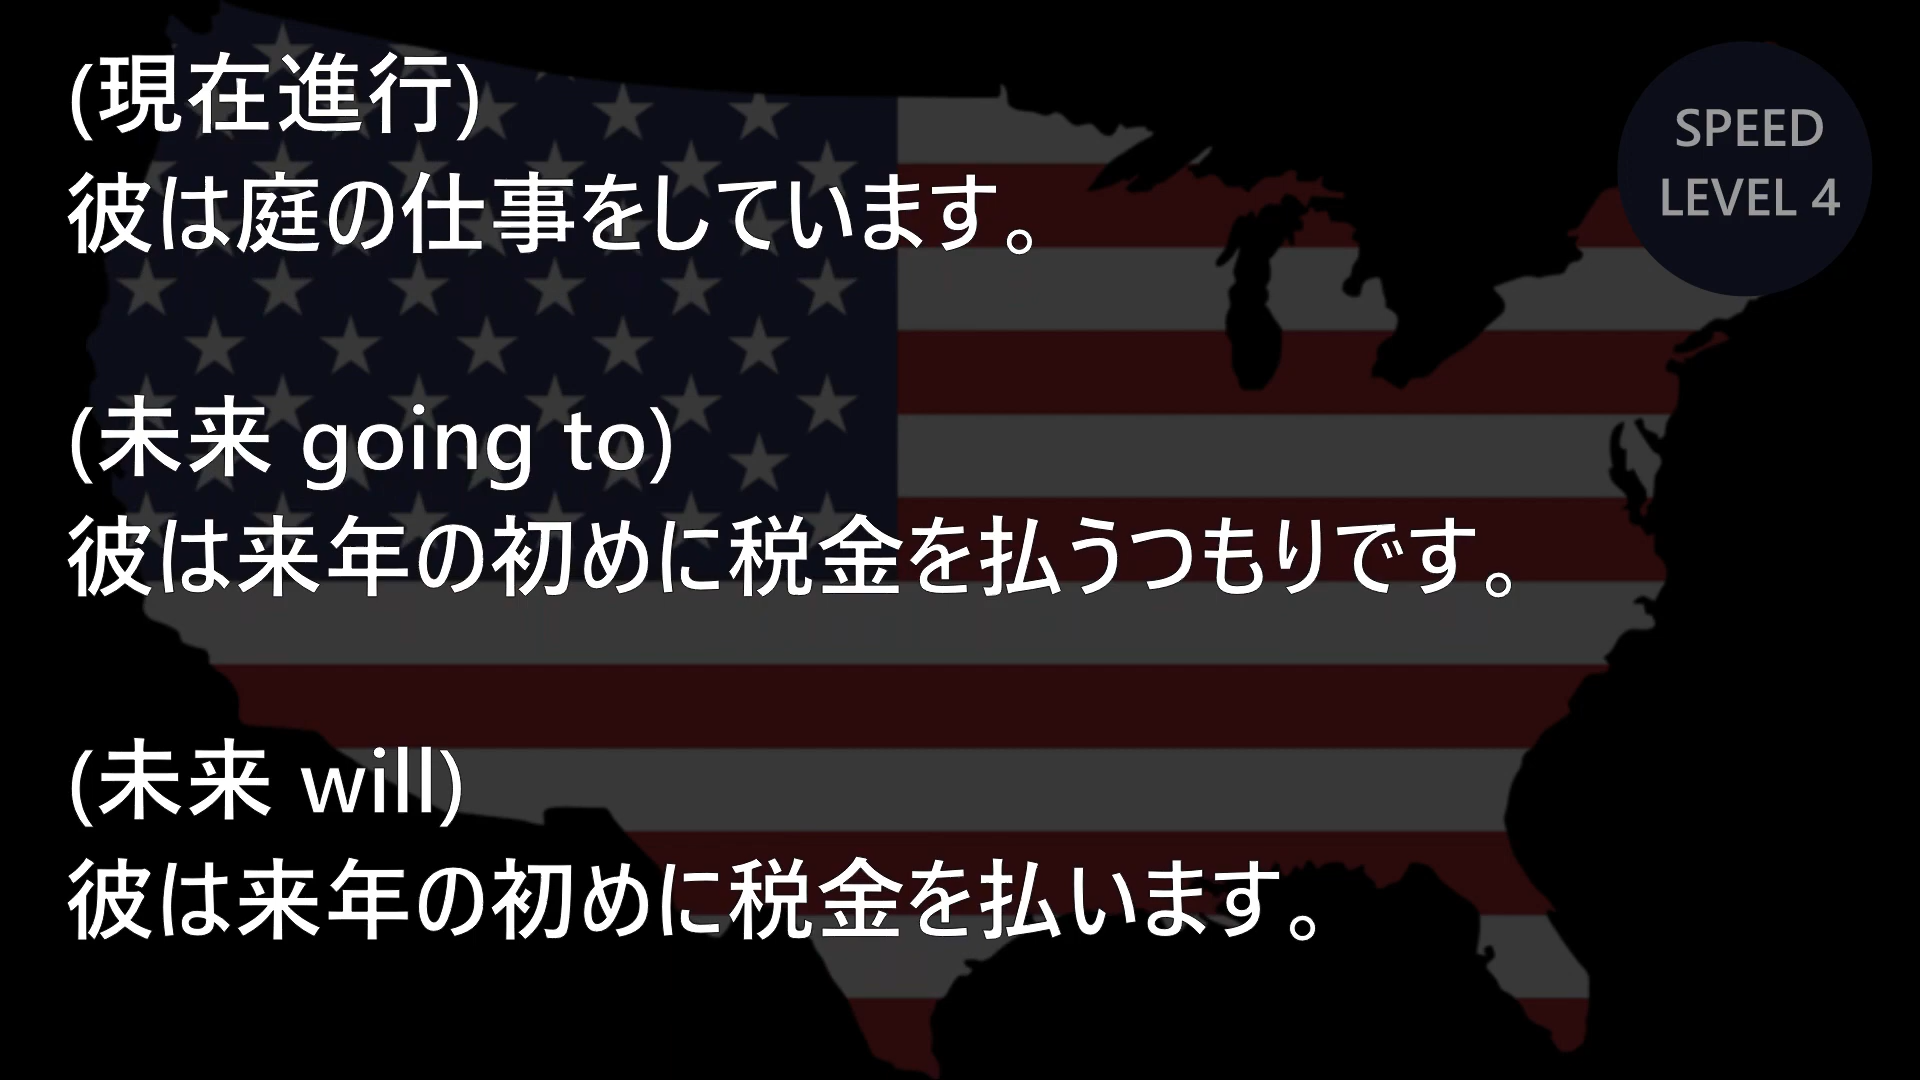 (現在進行)
彼は庭の仕事をしています。
(未来 going to)
彼は来年の初めに税金を払うつもりです。
(未来 will)
彼は来年の初めに税金を払います。
SPEED
LEVEL 4